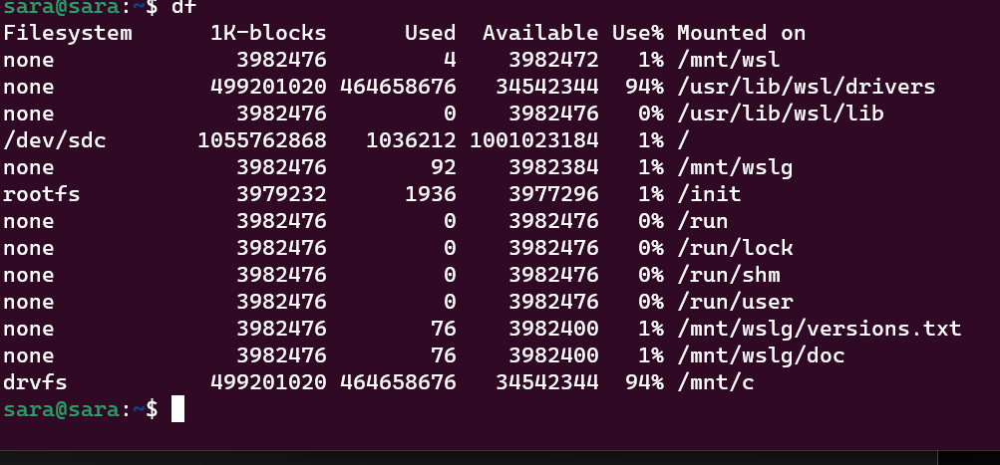 sara@sara:~$ df
Filesystem      1K-blocks      Used  Available Use% Mounted on
none              3982476         4    3982472   1% /mnt/wsl
none            499201020 464658676   34542344  94% /usr/lib/wsl/drivers
none              3982476         0    3982476   0% /usr/lib/wsl/lib
/dev/sdc       1055762868   1036212 1001023184   1% /
none              3982476        92    3982384   1% /mnt/wslg
rootfs            3979232      1936    3977296   1% /init
none              3982476         0    3982476   0% /run
none              3982476         0    3982476   0% /run/lock
none              3982476         0    3982476   0% /run/shm
none              3982476         0    3982476   0% /run/user
none              3982476        76    3982400   1% /mnt/wslg/versions.txt
none              3982476        76    3982400   1% /mnt/wslg/doc
drvfs           499201020 464658676   34542344  94% /mnt/c
sara@sara:~$